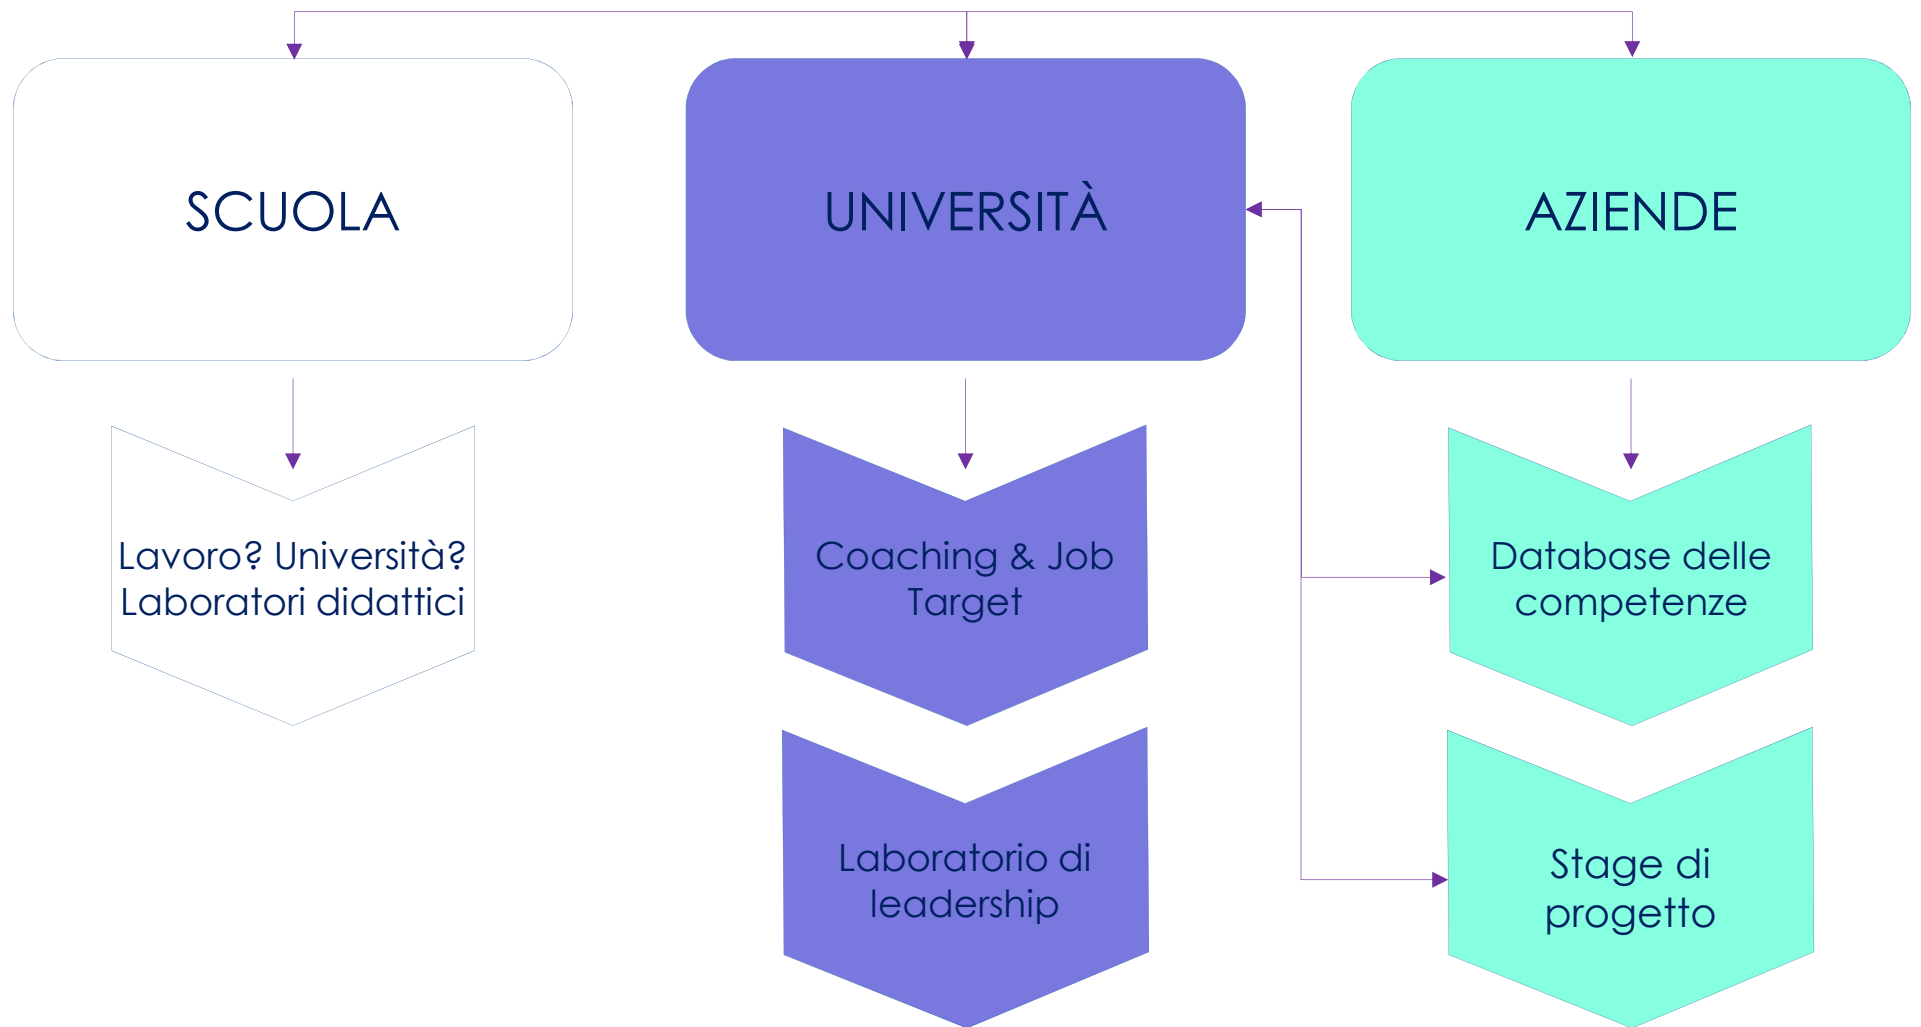 SCUOLA
UNIVERSITÀ
AZIENDE
Lavoro? Università?
Laboratori didattici
Coaching & Job
Target
Database delle
competenze
Laboratorio di
leadership
Stage di
progetto